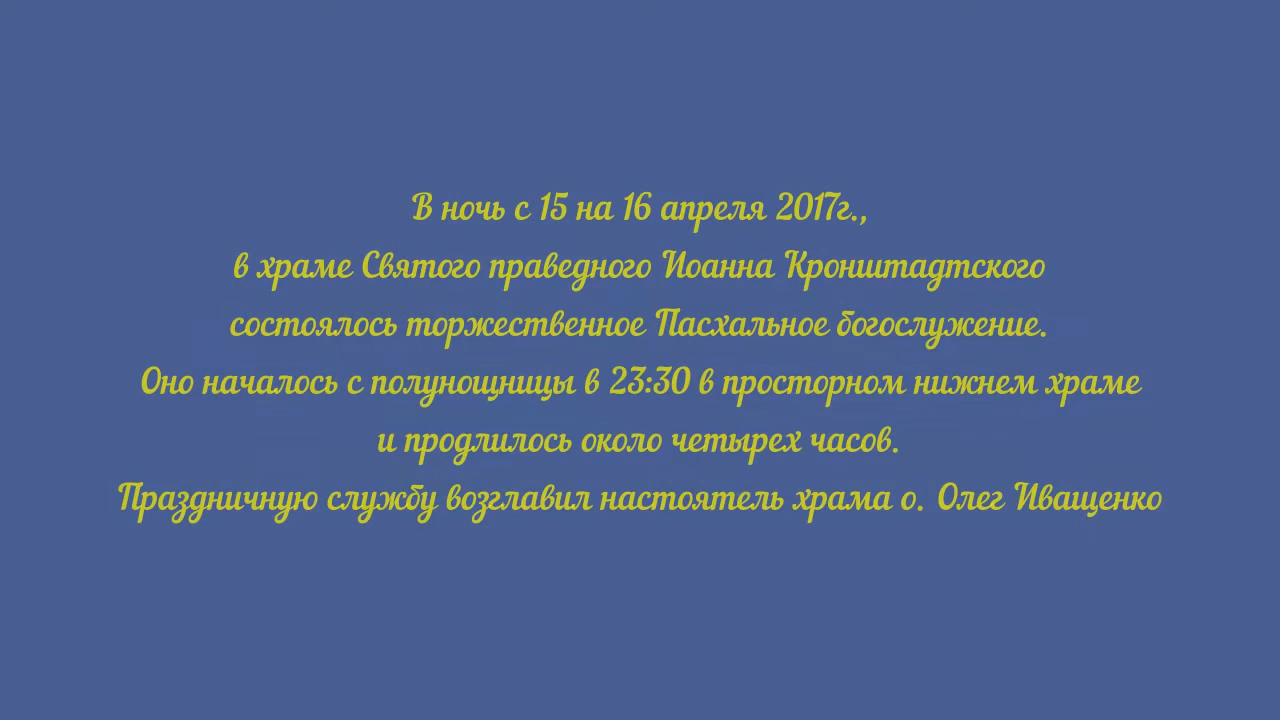 В ночь с 15 на 16 апреля 2017г.,
в храме Святого праведного Иоанна Кронштадтского
состоялось торжественное Пасхальное богослужение.
Оно началось с полунощницы в 23:30 в просторном нижнем храме
и продлилось около четырех часов.
Праздничную службу возглавил настоятель храма о. Олег Иващенко